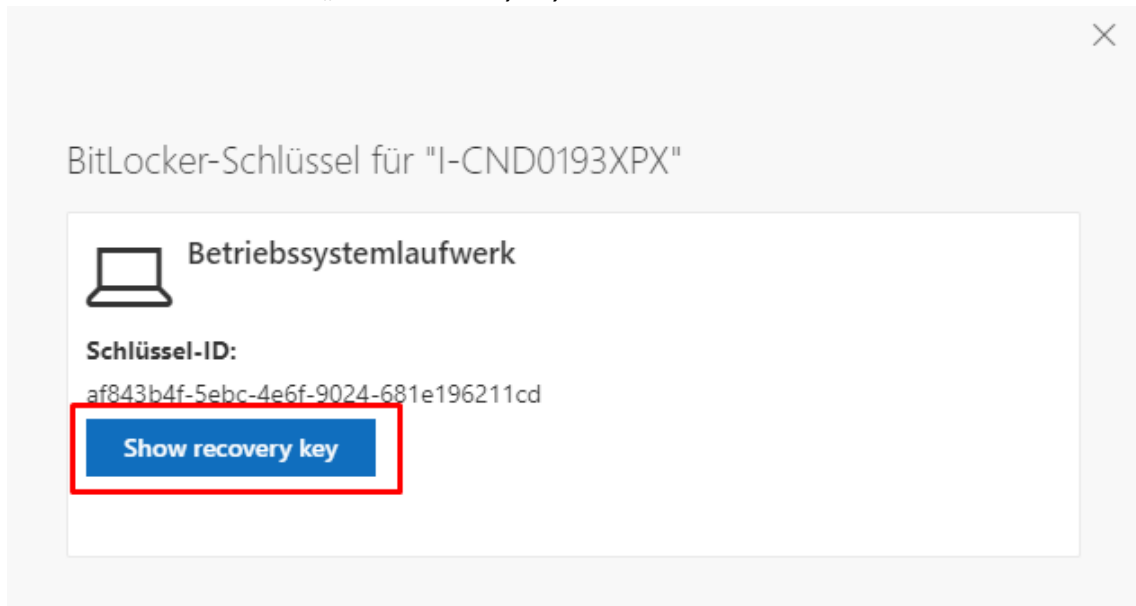 BitLocker-Schlüssel für "I-CND0193XPX"
Betriebssystemlaufwerk
Schlüssel-ID:
af843b4f-5ebc-4e6f-9024-681e196211cd
Show recovery key